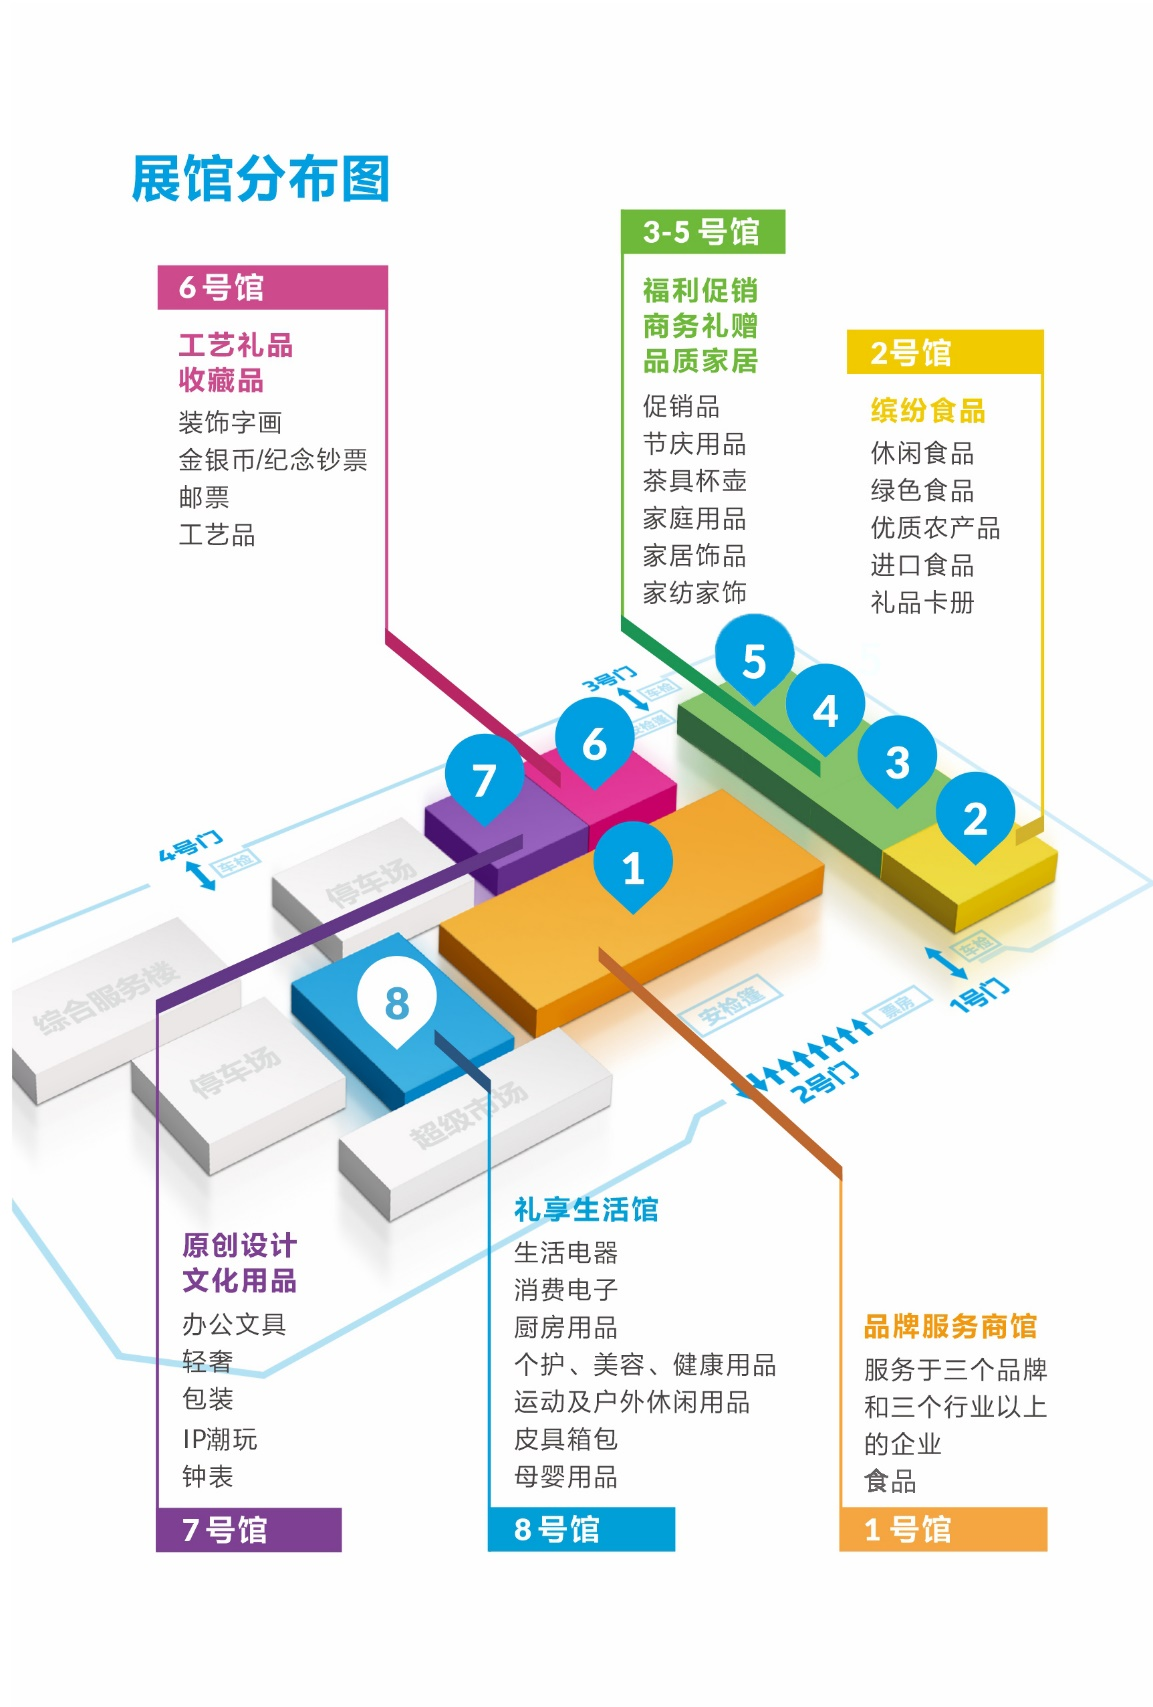 展馆分布图
6号馆
工艺礼品
收藏品
装饰字画
金银币/纪念钞票
邮票
工艺品
3-5 号馆
福利促销
商务礼赠
品质家居
促销品
节庆用品
茶具杯壶
家庭用品
家居饰品
家纺家饰
2号馆
缤纷食品
休闲食品
绿色食品
优质农产品
进口食品
礼品卡册
5
4
3
2
3号门
车检
安检篷
6
7
1
4号门
车检
停车场
综合服务楼
停车场
8
超级市场
安检篷
票房
车检
1号门
2号门
原创设计
文化用品
办公文具
轻奢
包装
IP潮玩
钟表
7 号馆
礼享生活馆
生活电器
消费电子
厨房用品
个护、美容、健康用品
运动及户外休闲用品
皮具箱包
母婴用品
8 号馆
品牌服务商馆
服务于三个品牌
和三个行业以上
的企业
食品
1 号馆